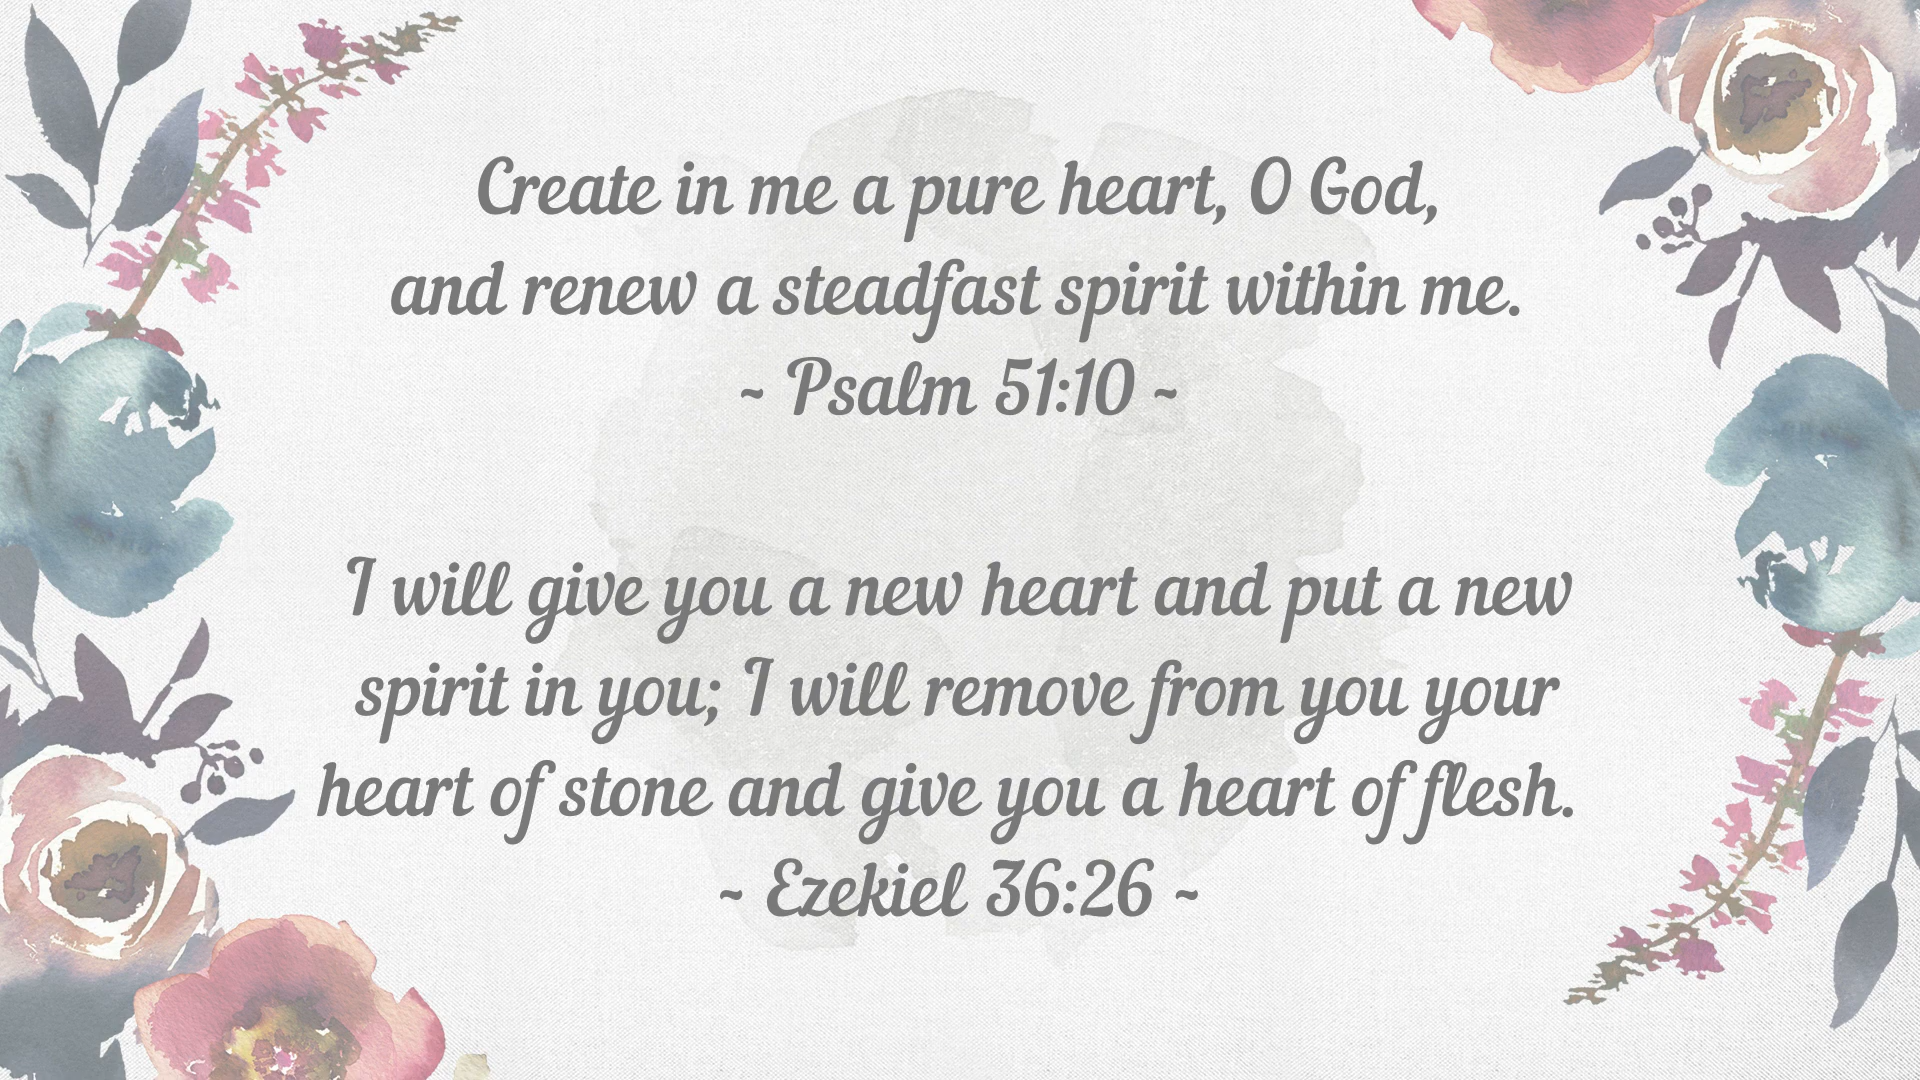 Create in me a pure heart, O God,
and renew a steadfast spirit within me.
~ Psalm 51:10 ~
I will give you a new heart and put a new
spirit in you; I will remove from you your
heart of stone and give you a heart of flesh.
~ Ezekiel 36:26 ~